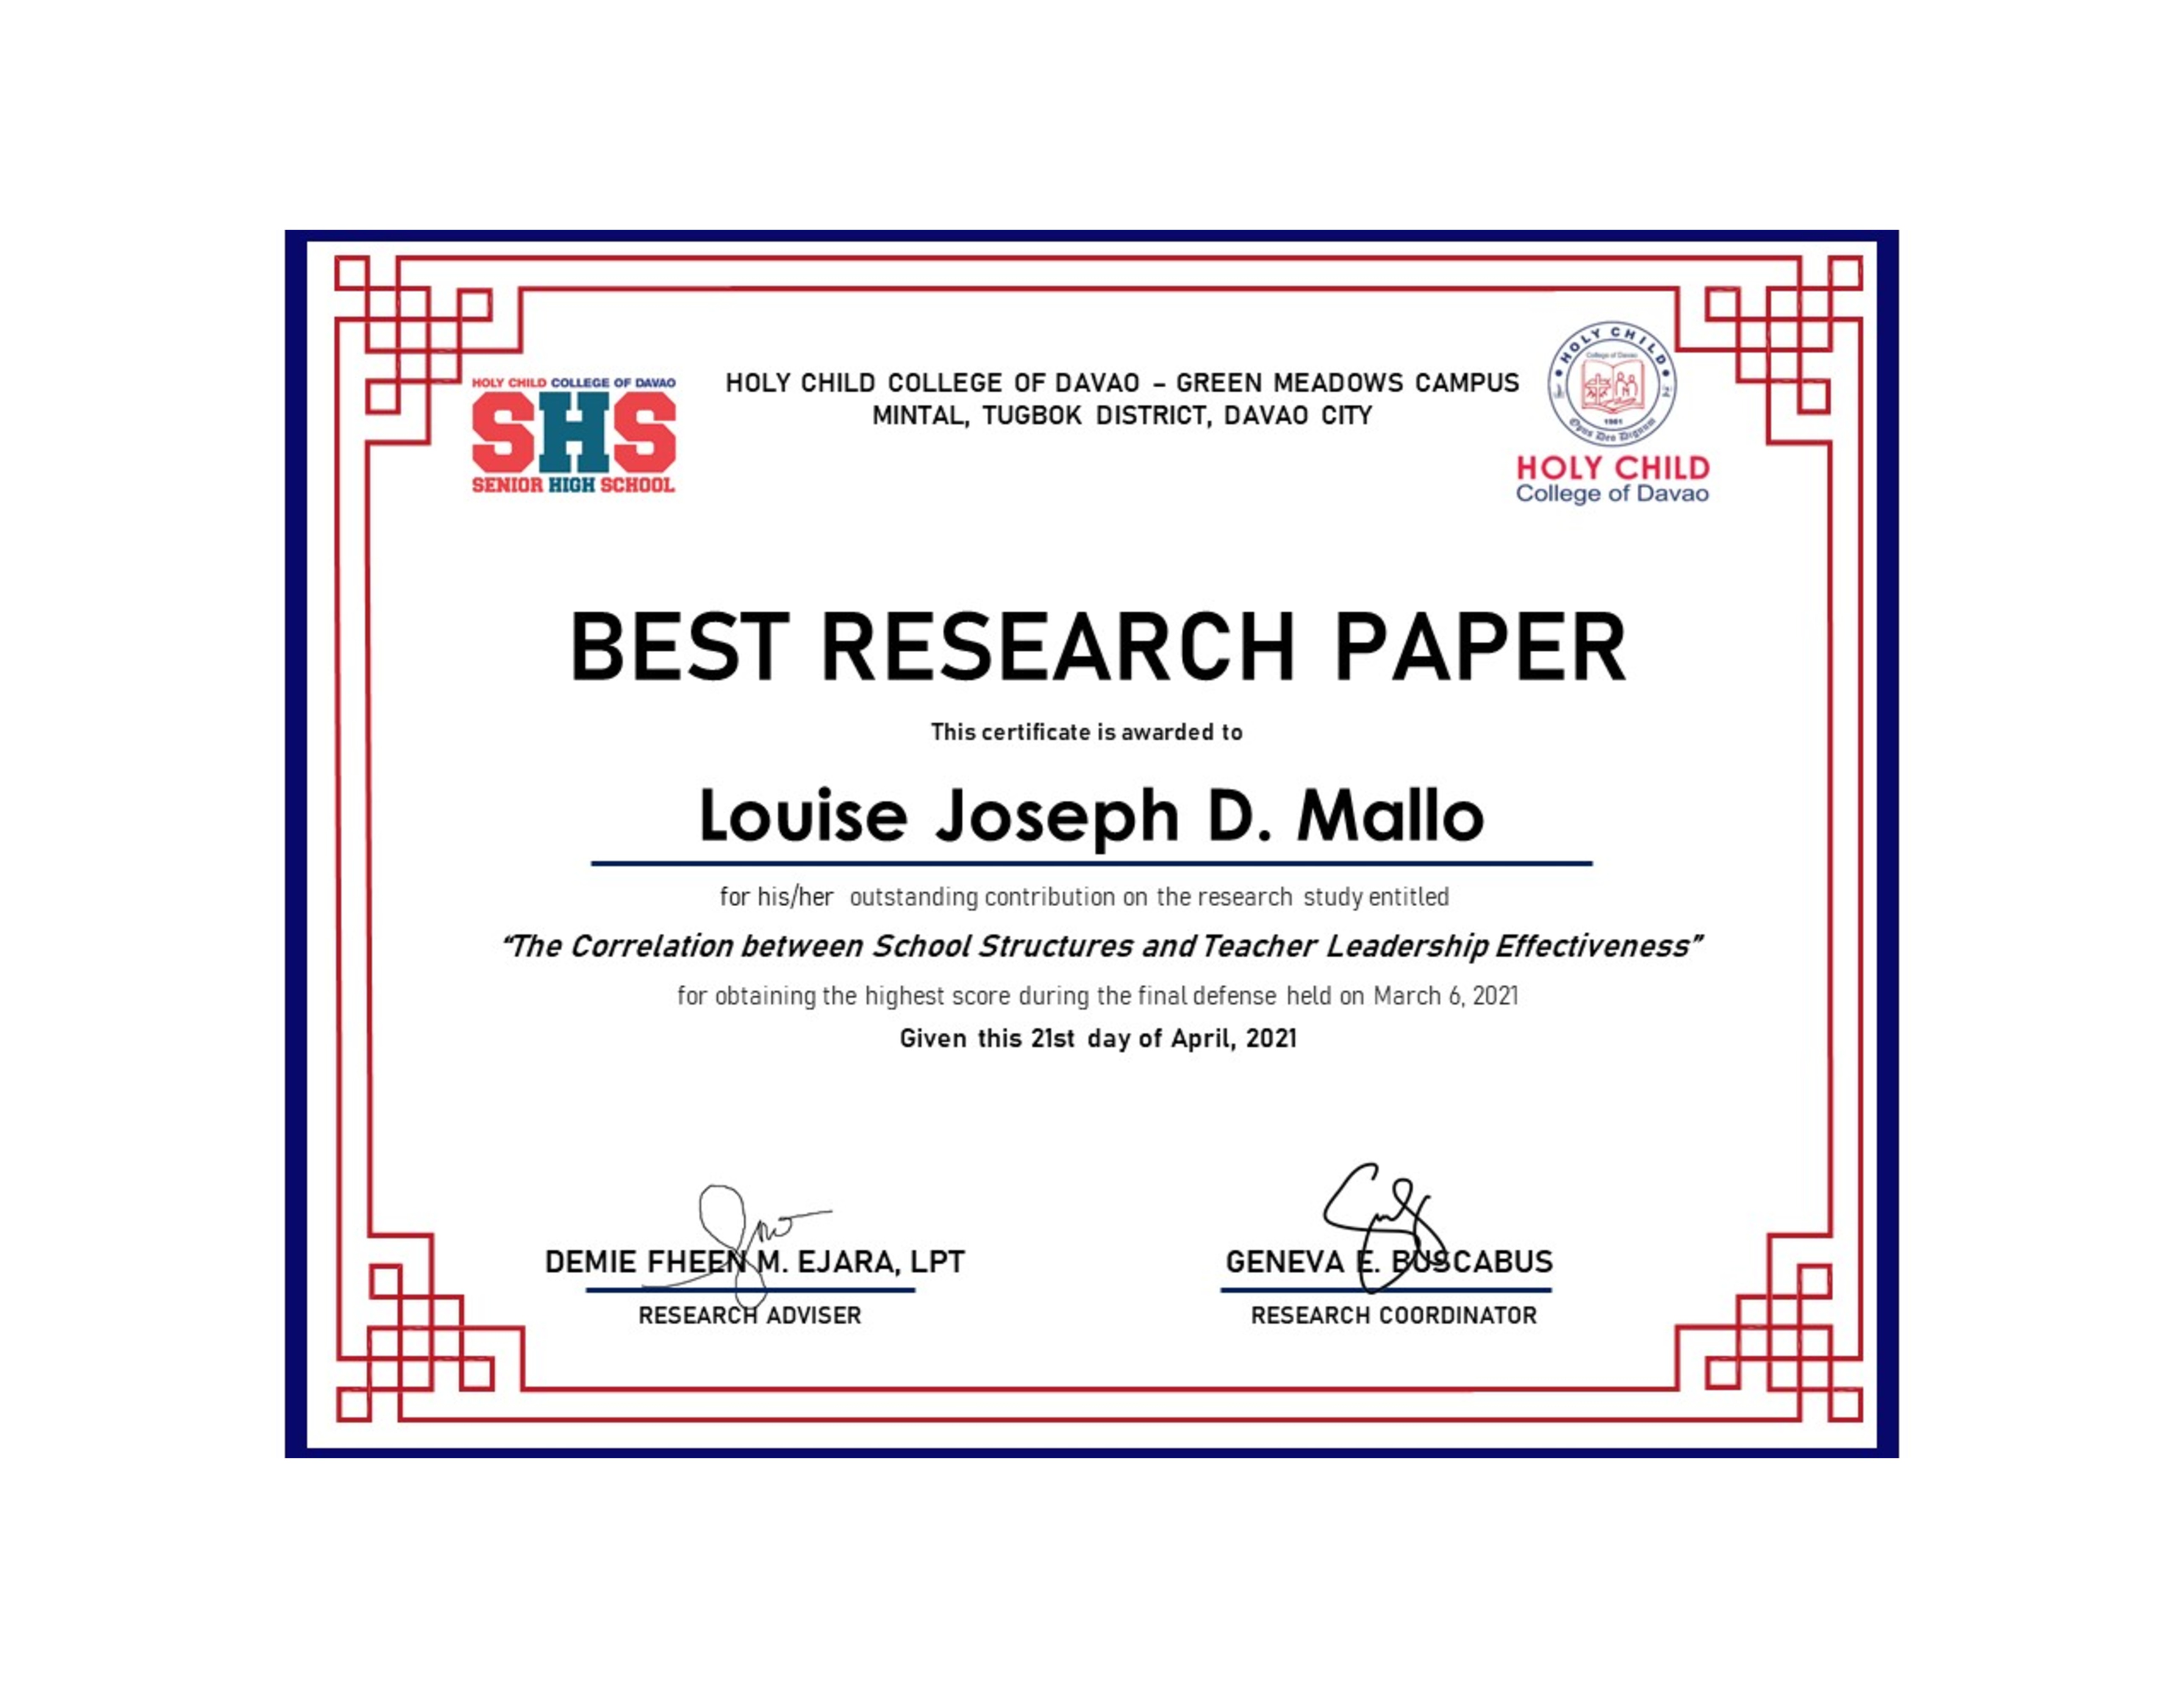 HOLY CHILD COLLEGE OF DAVAO
SHS
SENIOR HIGH SCHOOL
HOLY CHILD COLLEGE OF DAVAO – GREEN MEADOWS CAMPUS
MINTAL, TUGBOK DISTRICT, DAVAO CITY
HOLY CHILD
College of Davao
1981
Opus Deo Dignum
HOLY CHILD
College of Davao
BEST RESEARCH PAPER
This certificate is awarded to
Louise Joseph D. Mallo
for his/her outstanding contribution on the research study entitled
“The Correlation between School Structures and Teacher Leadership Effectiveness”
for obtaining the highest score during the final defense held on March 6, 2021
Given this 21st day of April, 2021
DEMIE FHEEN M. EJARA, LPT
RESEARCH ADVISER
GENEVA E. BUSCABUS
RESEARCH COORDINATOR